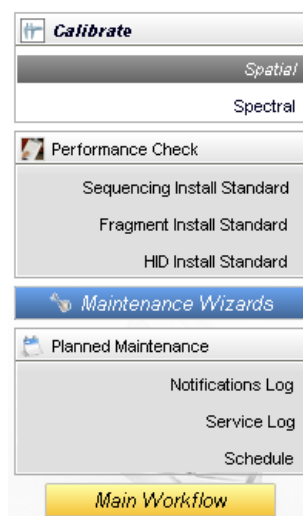 Calibrate
Spatial
Spectral
Performance Check
Sequencing Install Standard
Fragment Install Standard
HID Install Standard
Maintenance Wizards
Planned Maintenance
Notifications Log
Service Log
Schedule
Main Workflow